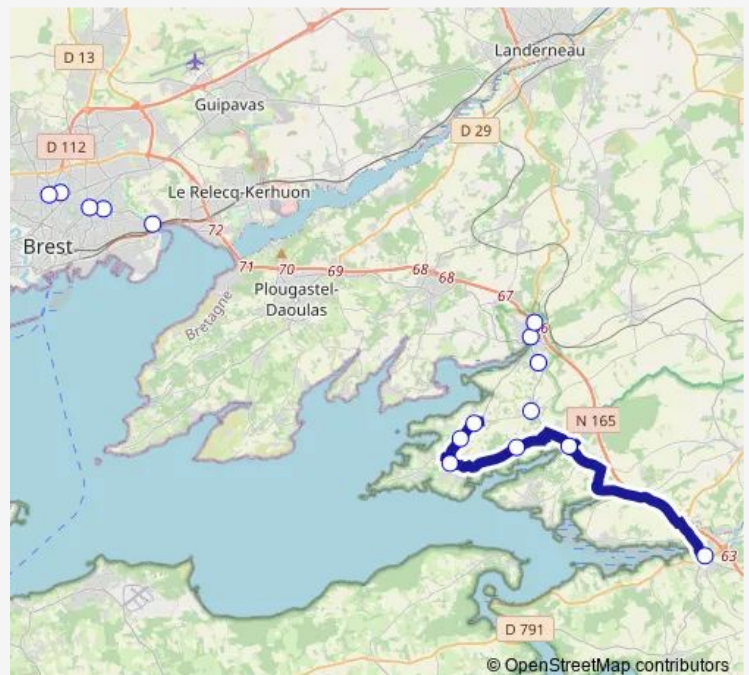 Landerneau
D 13
Guipavas
D 29
D 112
Le Relecq-Kerhuon
72
Brest
71
70
69
68
68
67
Plougastel-
Daoulas
Bretagne
N 165
63
D 791
© OpenStreetMap contributors